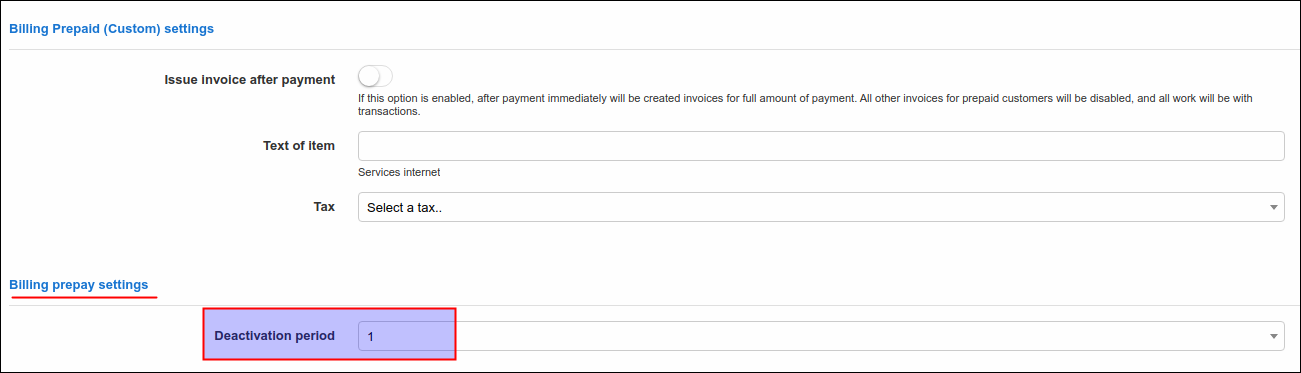 Billing Prepaid (Custom) settings
Issue invoice after payment
If this option is enabled, after payment immediately will be created invoices for full amount of payment. All other invoices for prepaid customers will be disabled, and all work will be with
transactions.
Text of item
Services internet
Tax
Select a tax..
Billing prepay settings
Deactivation period
1